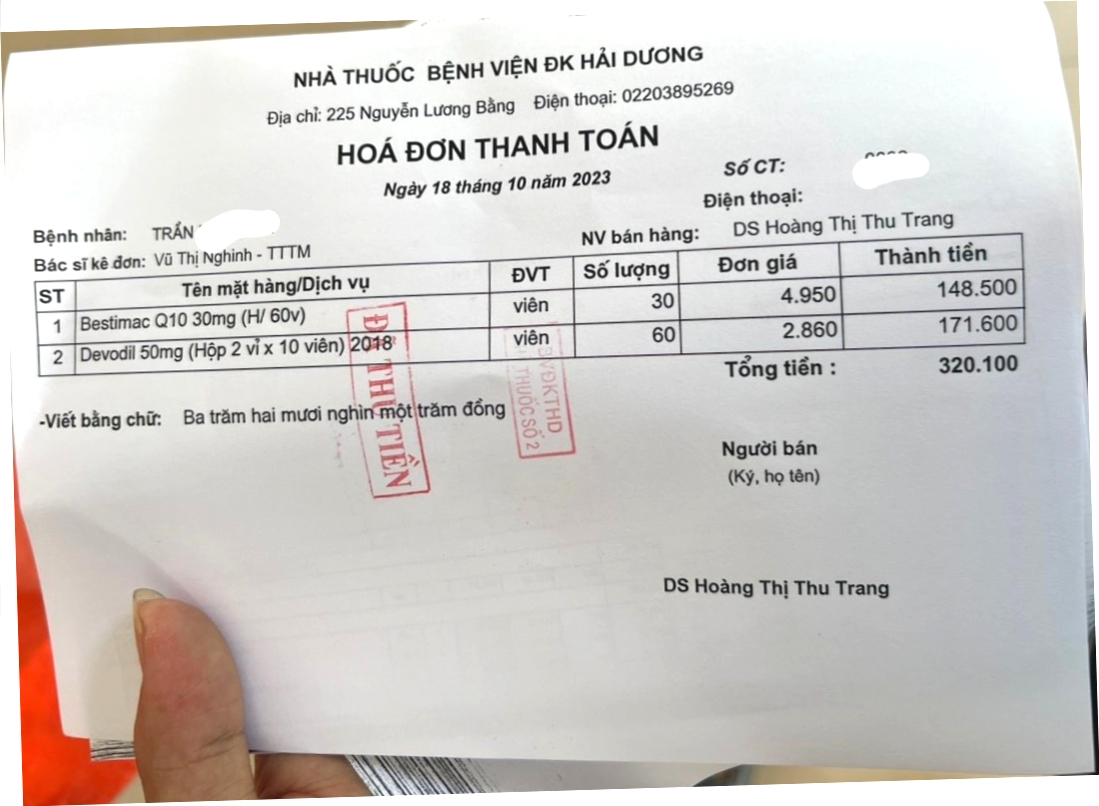 NHÀ THUỐC BỆNH VIỆN ĐK HẢI DƯƠNG
Địa chỉ: 225 Nguyễn Lương Bằng Điện thoại: 02203895269
HOÁ ĐƠN THANH TOÁN
Ngày 18 tháng 10 năm 2023
Số CT:
Điện thoại:
Bệnh nhân: TRẦN
Bác sĩ kê đơn: Vũ Thị Nghinh - TTTM
NV bán hàng: DS Hoàng Thị Thu Trang
ST Tên mặt hàng/Dịch vụ ĐVT Số lượng Đơn giá Thành tiền
1 Bestimac Q10 30mg (H/ 60v) viên 30 4.950 148.500
2 Devodil 50mg (Hộp 2 vỉ x 10 viên) 2018 viên 60 2.860 171.600
Tổng tiền : 320.100
-Viết bằng chữ: Ba trăm hai mươi nghìn một trăm đồng
ĐÃ THU TIỀN
BVĐKTHD
THUỐC SỐ 2
Người bán
(Ký, họ tên)
DS Hoàng Thị Thu Trang